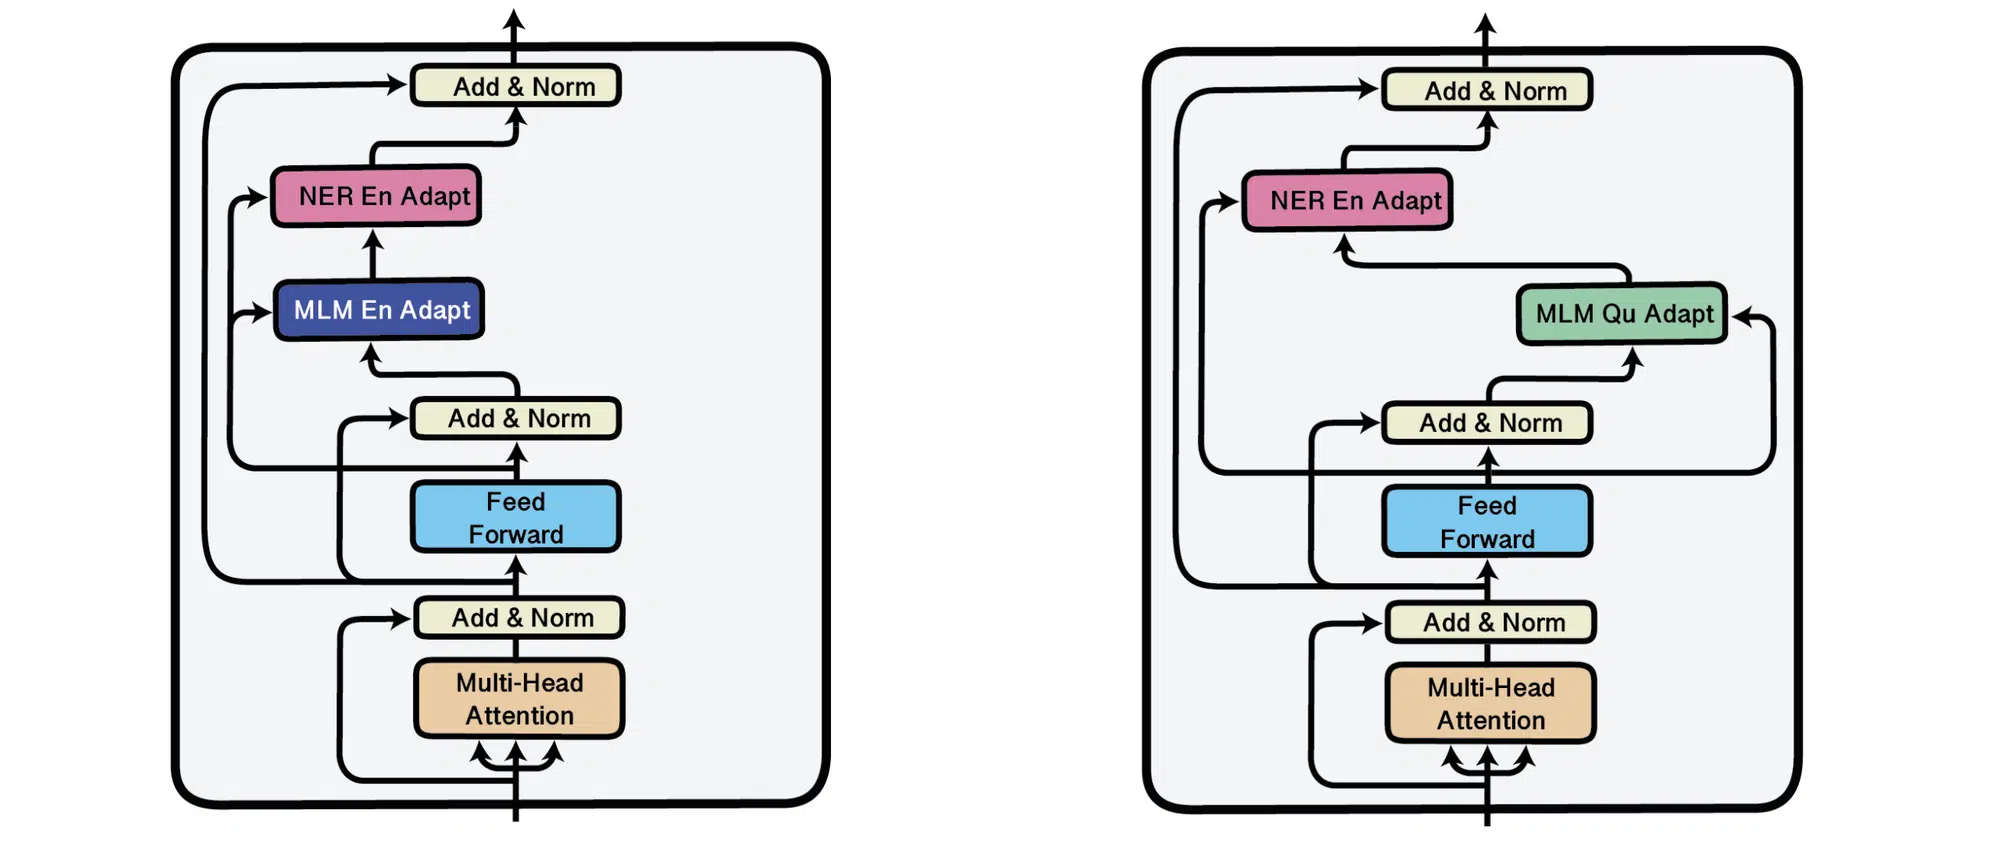 Add & Norm
NER En Adapt
MLM En Adapt
Add & Norm
Feed
Forward
Add & Norm
Multi-Head
Attention
Add & Norm
NER En Adapt
MLM Qu Adapt
Add & Norm
Feed
Forward
Add & Norm
Multi-Head
Attention